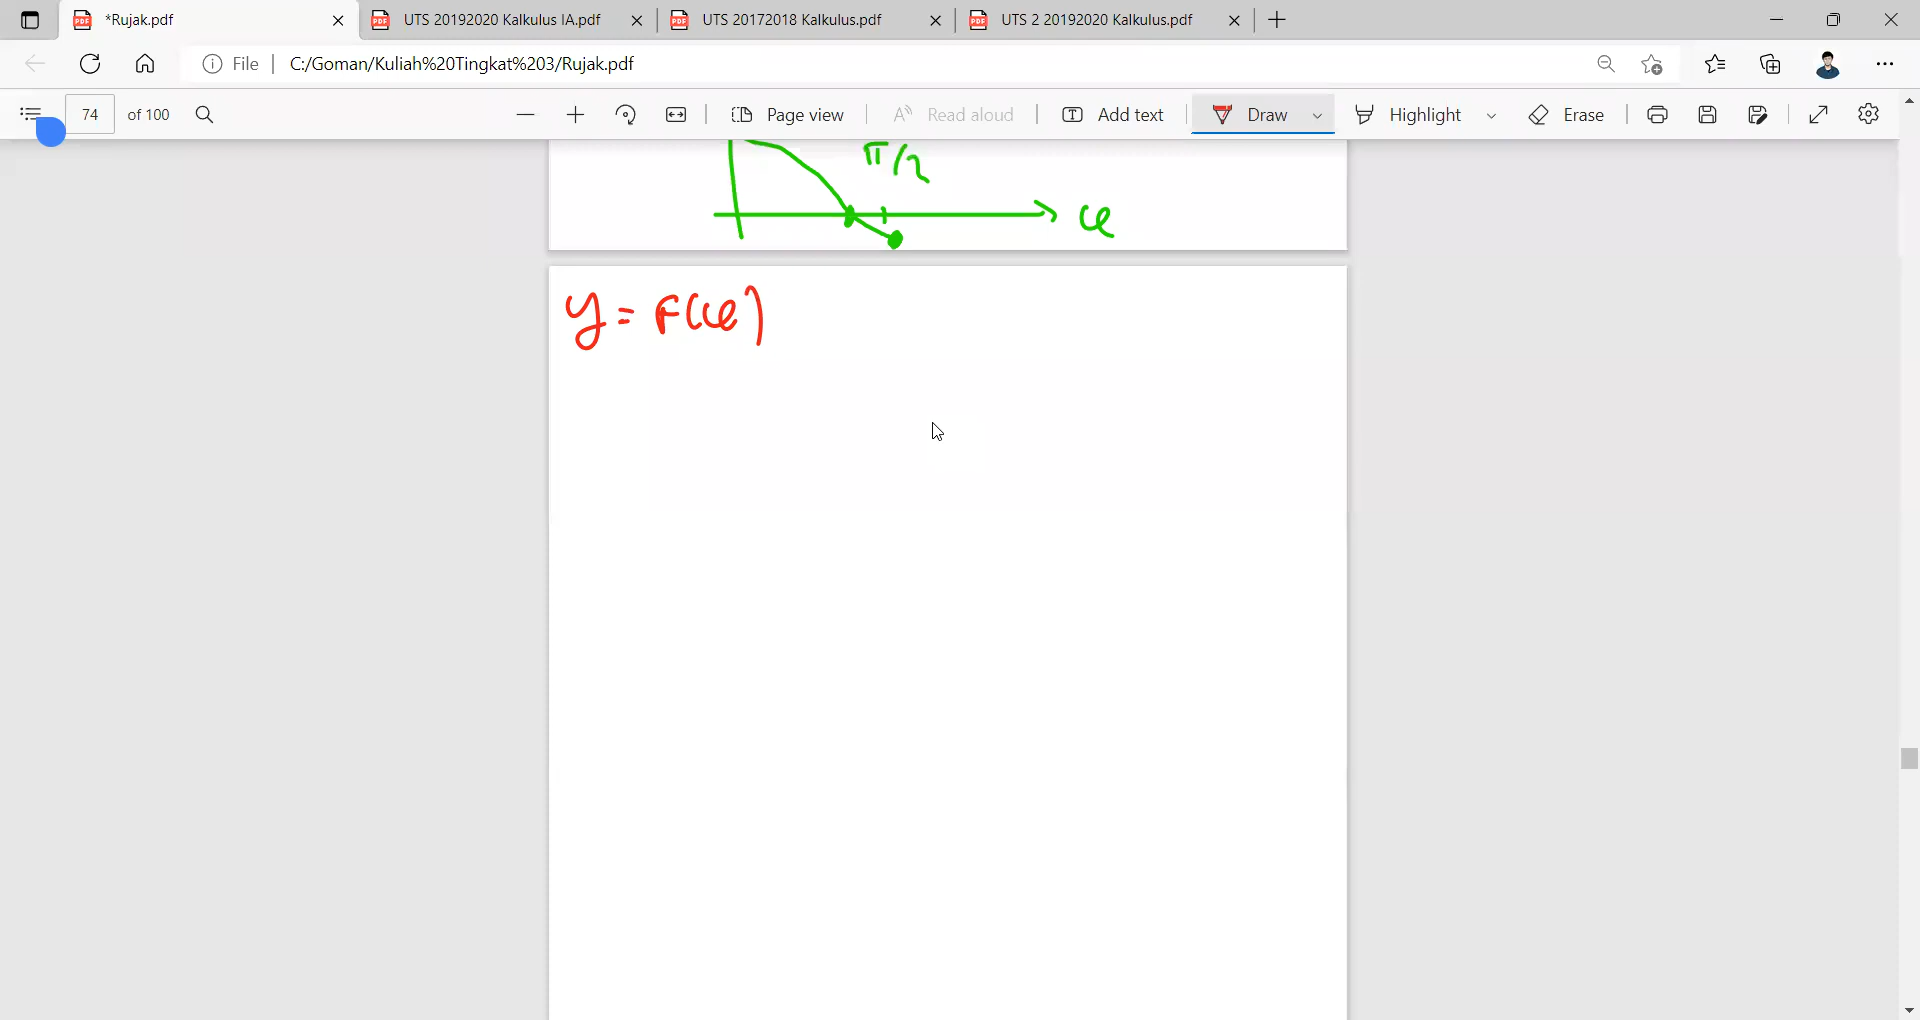 *Rujak.pdf
UTS 20192020 Kalkulus IA.pdf
UTS 20172018 Kalkulus.pdf
UTS 2 20192020 Kalkulus.pdf
File
C:/Goman/Kuliah%20Tingkat%203/Rujak.pdf
74 of 100
Page view
Read aloud
Add text
Draw
Highlight
Erase
π/2
x
y = f(x)